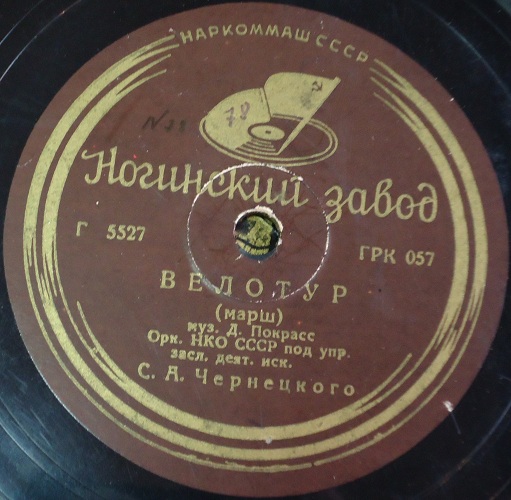 НАРКОММАШ СССР
78
Ногинский завод
Г 5527
ГРК 057
ВЕЛОТУР
(марш)
муз. Д. Покрасс
Орк. НКО СССР под упр.
засл. деят. иск.
С. А. Чернецкого